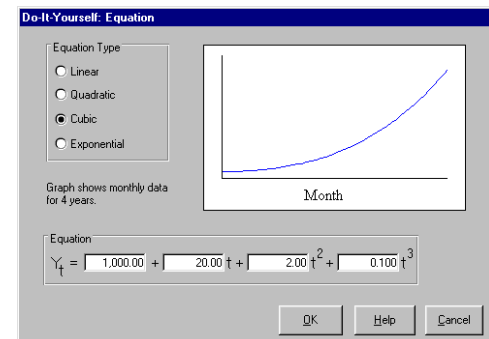 Do-It-Yourself: Equation
Equation Type
Linear
Quadratic
Cubic
Exponential
Graph shows monthly data
for 4 years.
Month
Equation
Yt = 1,000.00 + 20.00 t + 2.00 t² + 0.100 t³
OK Help Cancel